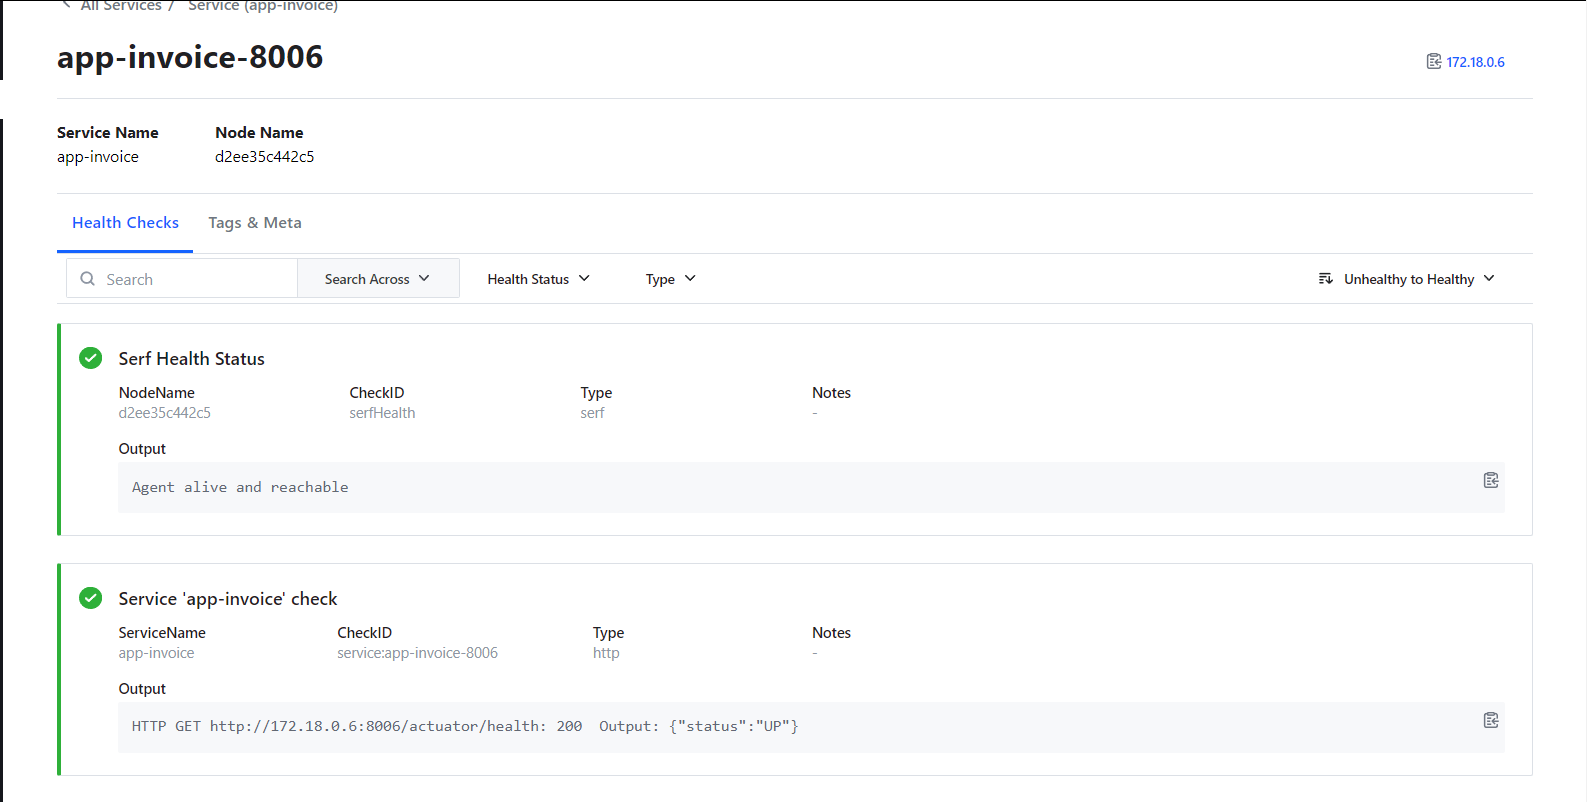 All Services / Service (app-invoice)
app-invoice-8006
172.18.0.6
Service Name Node Name
app-invoice d2ee35c442c5
Health Checks Tags & Meta
Search Search Across Health Status Type Unhealthy to Healthy
Serf Health Status
NodeName CheckID Type Notes
d2ee35c442c5 serfHealth serf -
Output
Agent alive and reachable
Service 'app-invoice' check
ServiceName CheckID Type Notes
app-invoice service:app-invoice-8006 http -
Output
HTTP GET http://172.18.0.6:8006/actuator/health: 200  Output: {"status":"UP"}